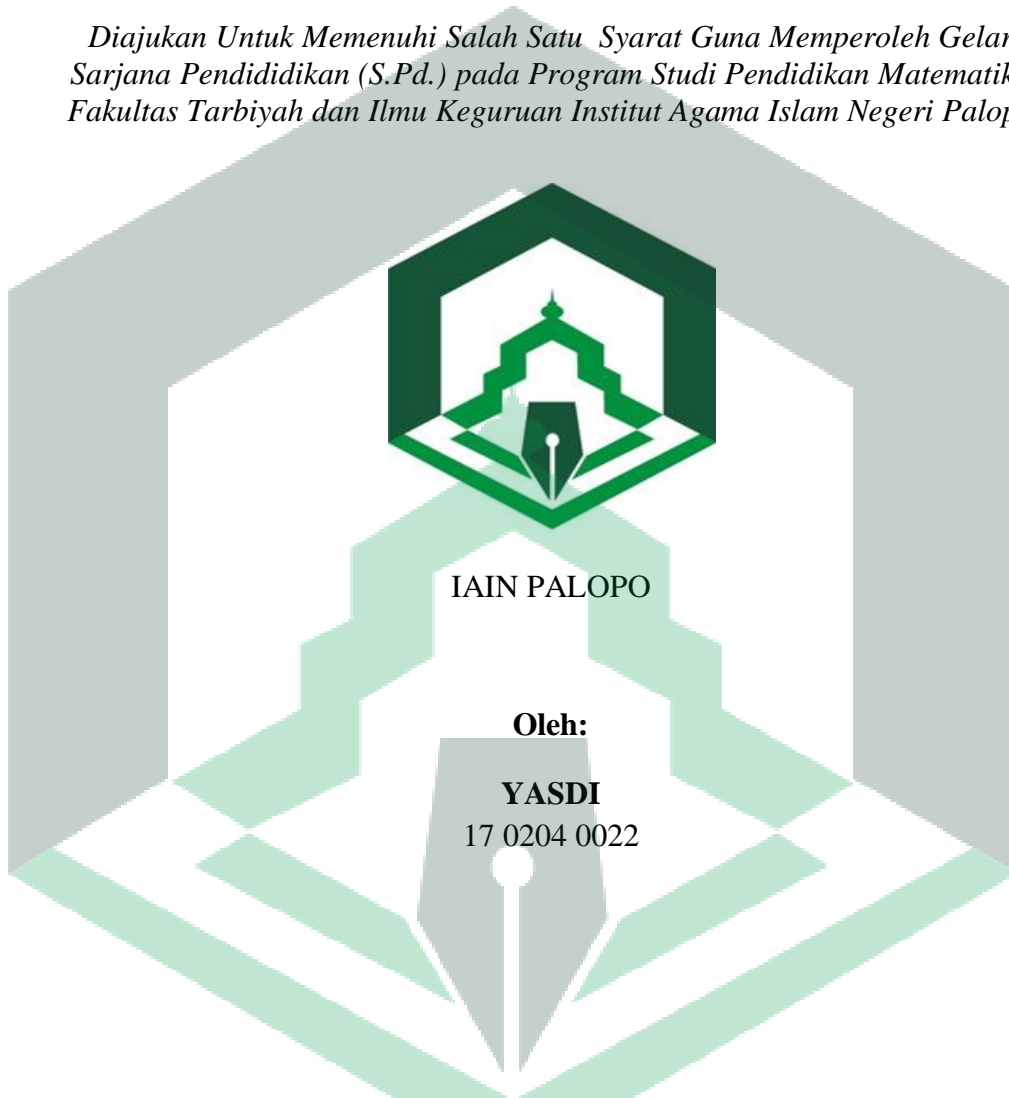 Diajukan Untuk Memenuhi Salah Satu Syarat Guna Memperoleh Gelar
Sarjana Pendididikan (S.Pd.) pada Program Studi Pendidikan Matematik
Fakultas Tarbiyah dan Ilmu Keguruan Institut Agama Islam Negeri Palop
IAIN PALOPO
Oleh:
YASDI
17 0204 0022